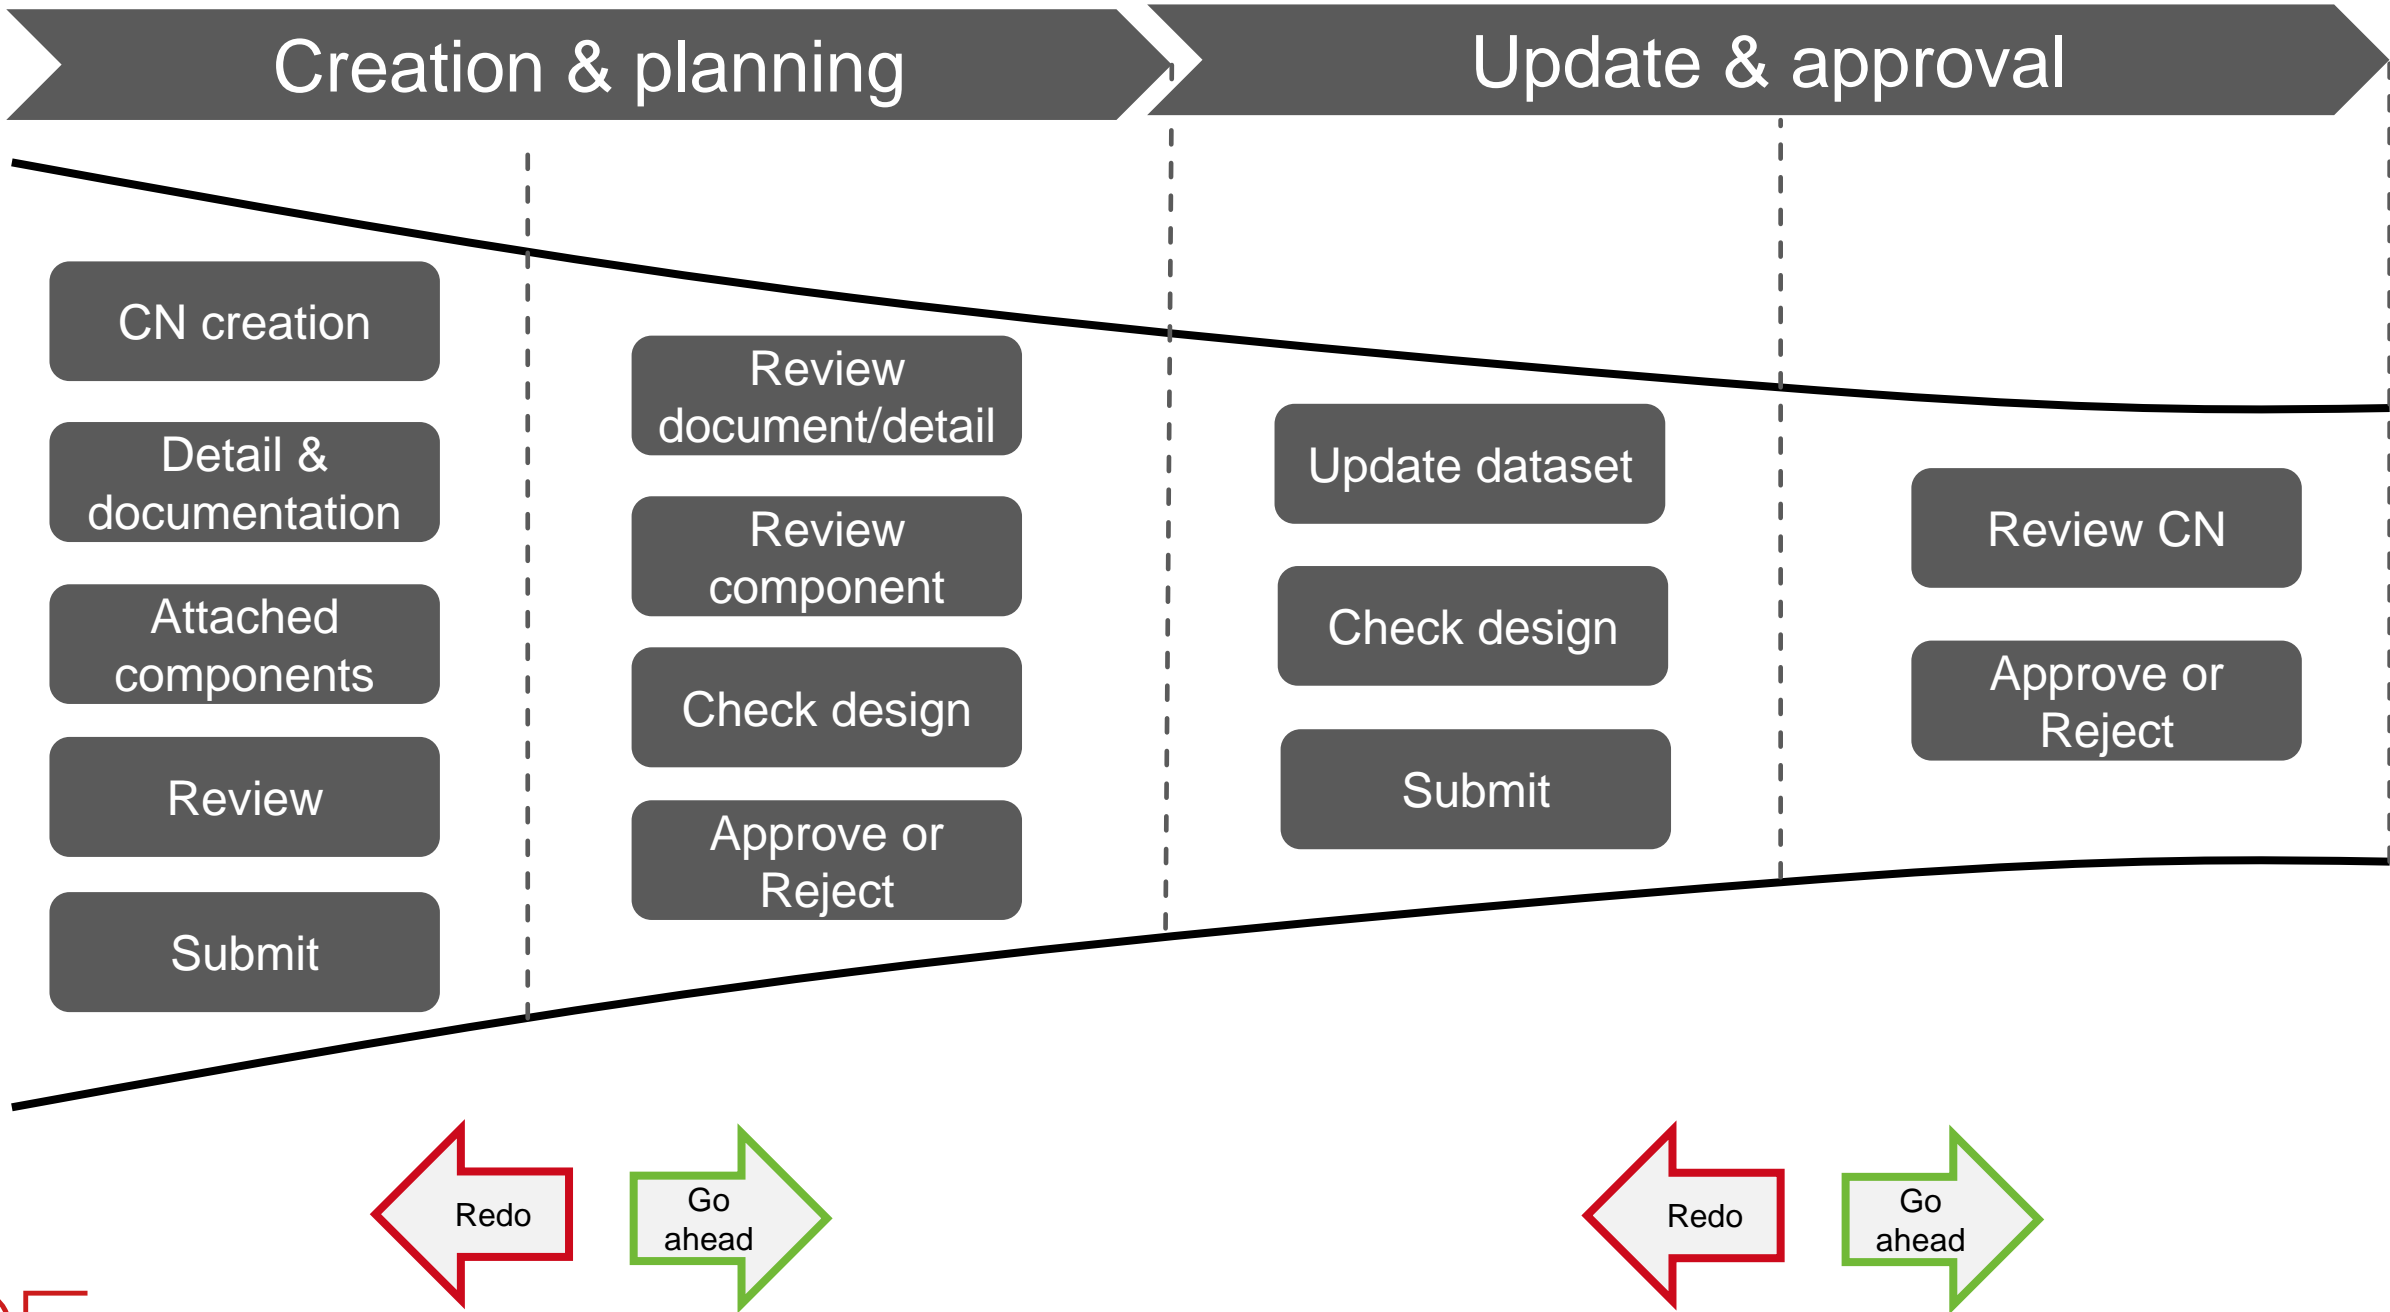 Creation & planning
Update & approval
CN creation
Detail &
documentation
Attached
components
Review
Submit
Review
document/detail
Review
component
Check design
Approve or
Reject
Update dataset
Check design
Submit
Review CN
Approve or
Reject
Redo
Go
ahead
Redo
Go
ahead